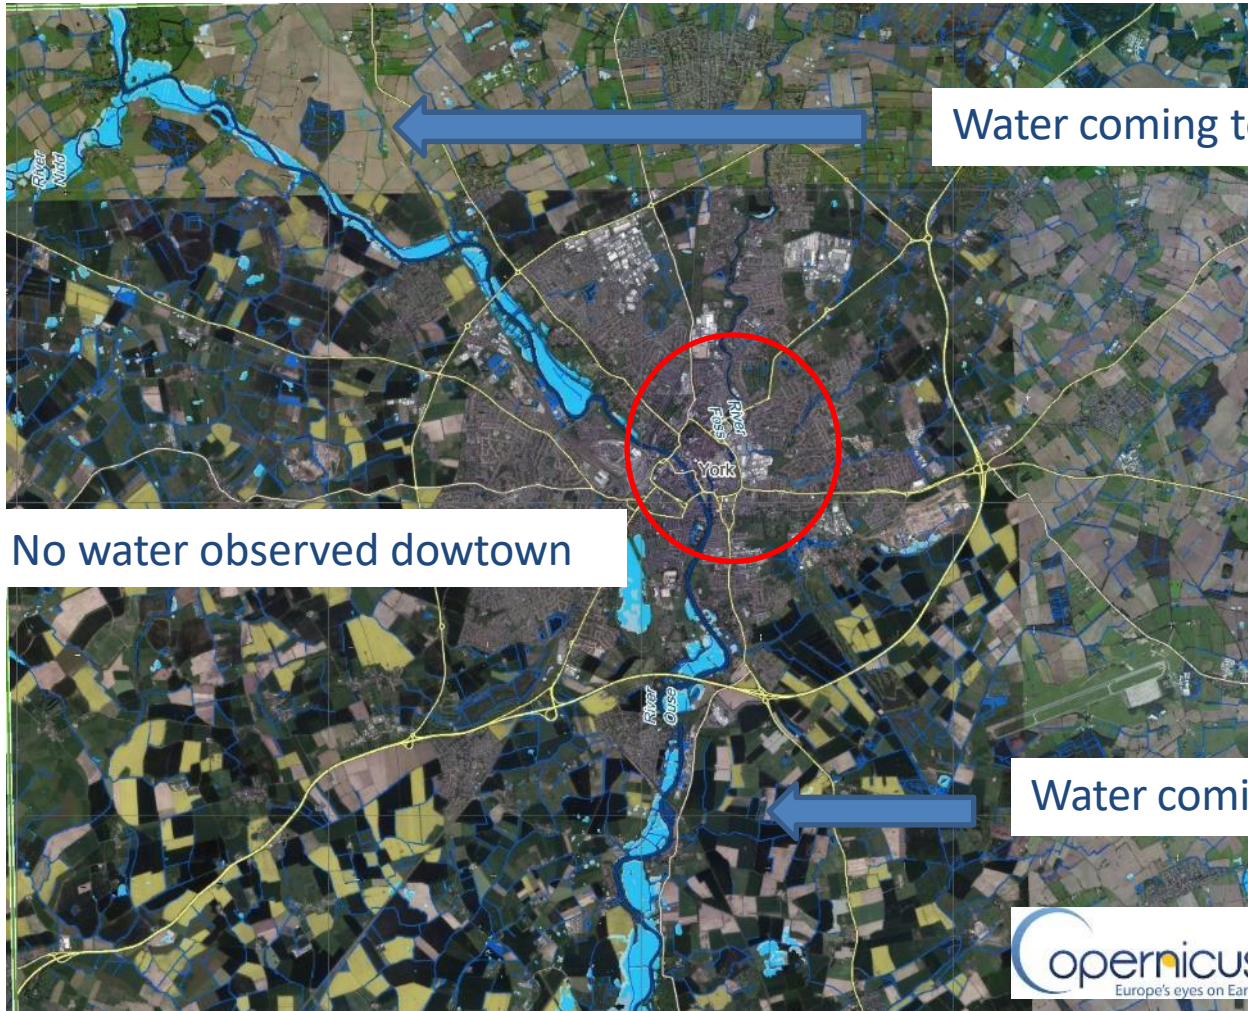 Water coming t
River
Nidd
River
Foss
York
No water observed dowtown
River
Ouse
Water comi
opernicus
Europe's eyes on Ear